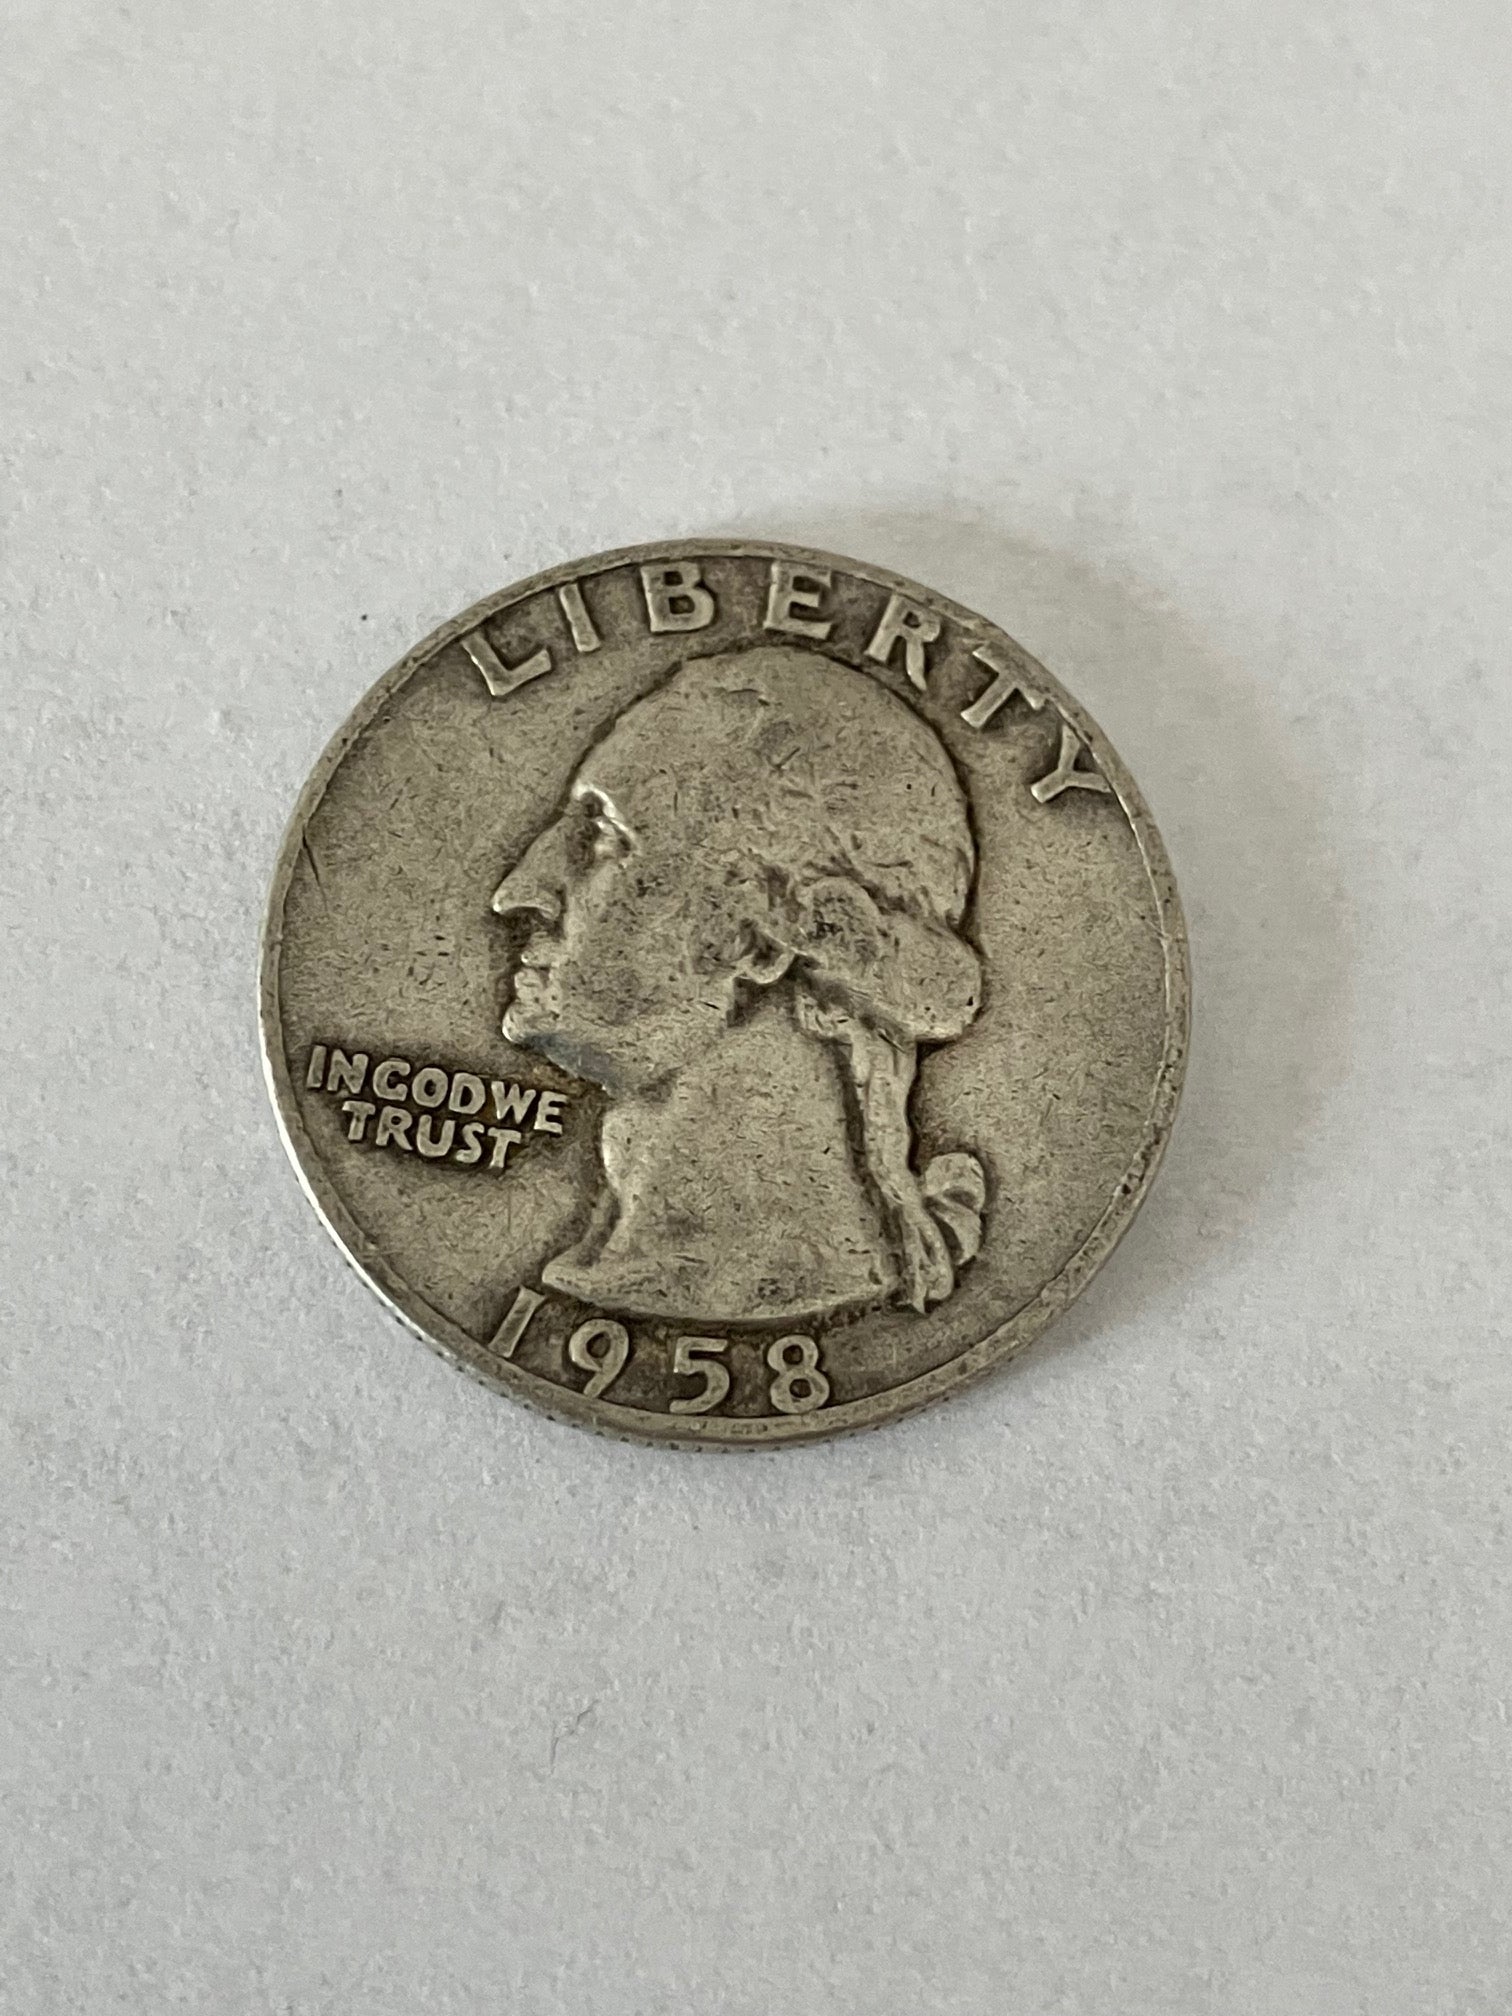 LIBERTY
IN GOD WE
TRUST
1958